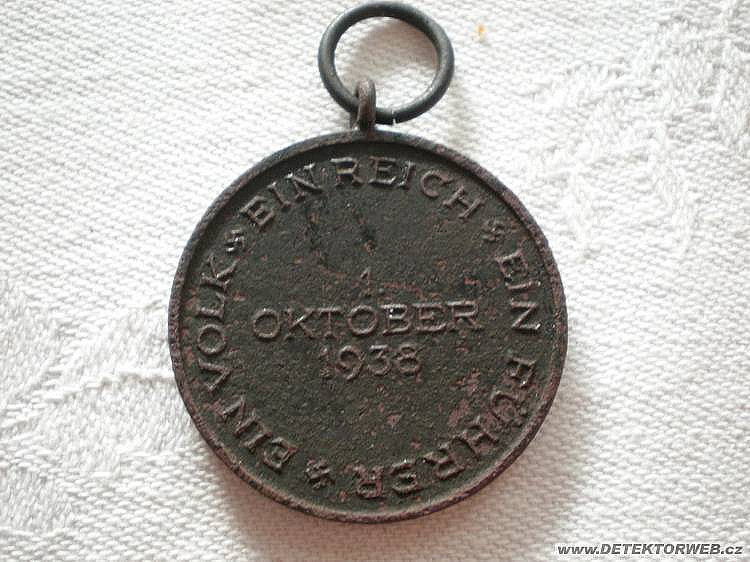 EIN VOLK EIN REICH EIN FÜHRER
1.
OKTOBER
1938
www.DETEKTORWEB.cz